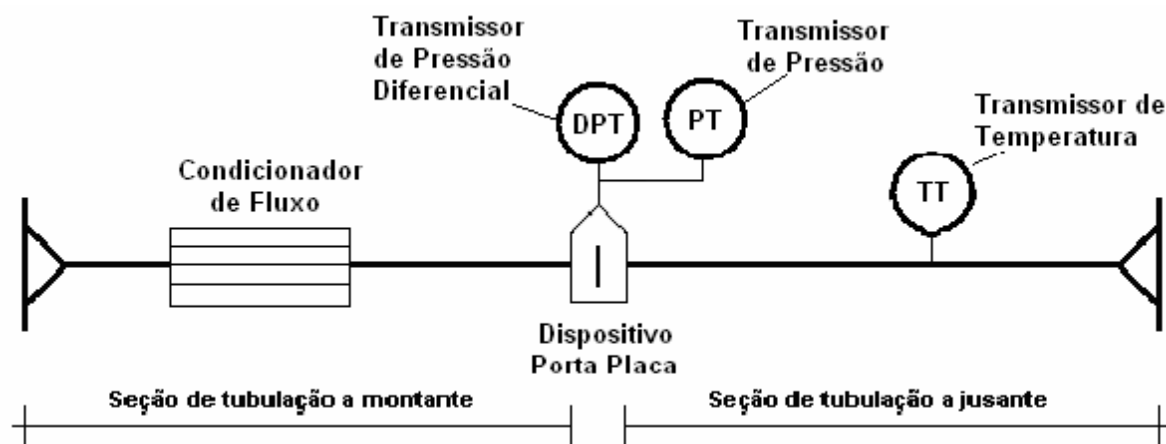 Transmissor
de Pressão
Diferencial
Transmissor
de Pressão
DPT
PT
Transmissor de
Temperatura
Condicionador
de Fluxo
TT
Dispositivo
Porta Placa
Seção de tubulação a montante
Seção de tubulação a jusante